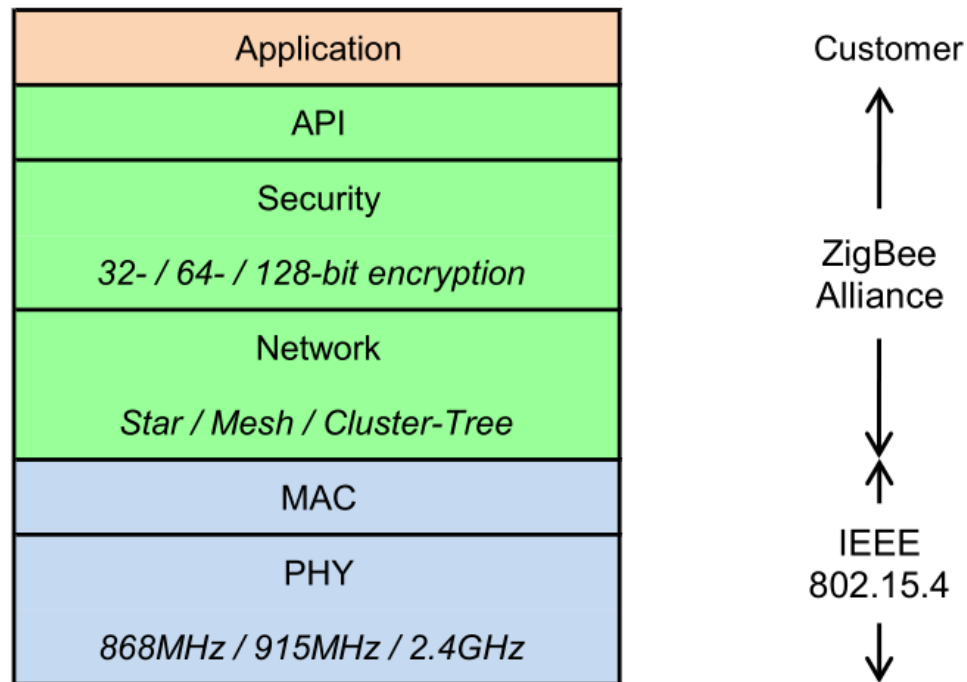 Application
Customer
API
Security
32- / 64- / 128-bit encryption
ZigBee
Alliance
Network
Star / Mesh / Cluster-Tree
MAC
PHY
IEEE
802.15.4
868MHz / 915MHz / 2.4GHz